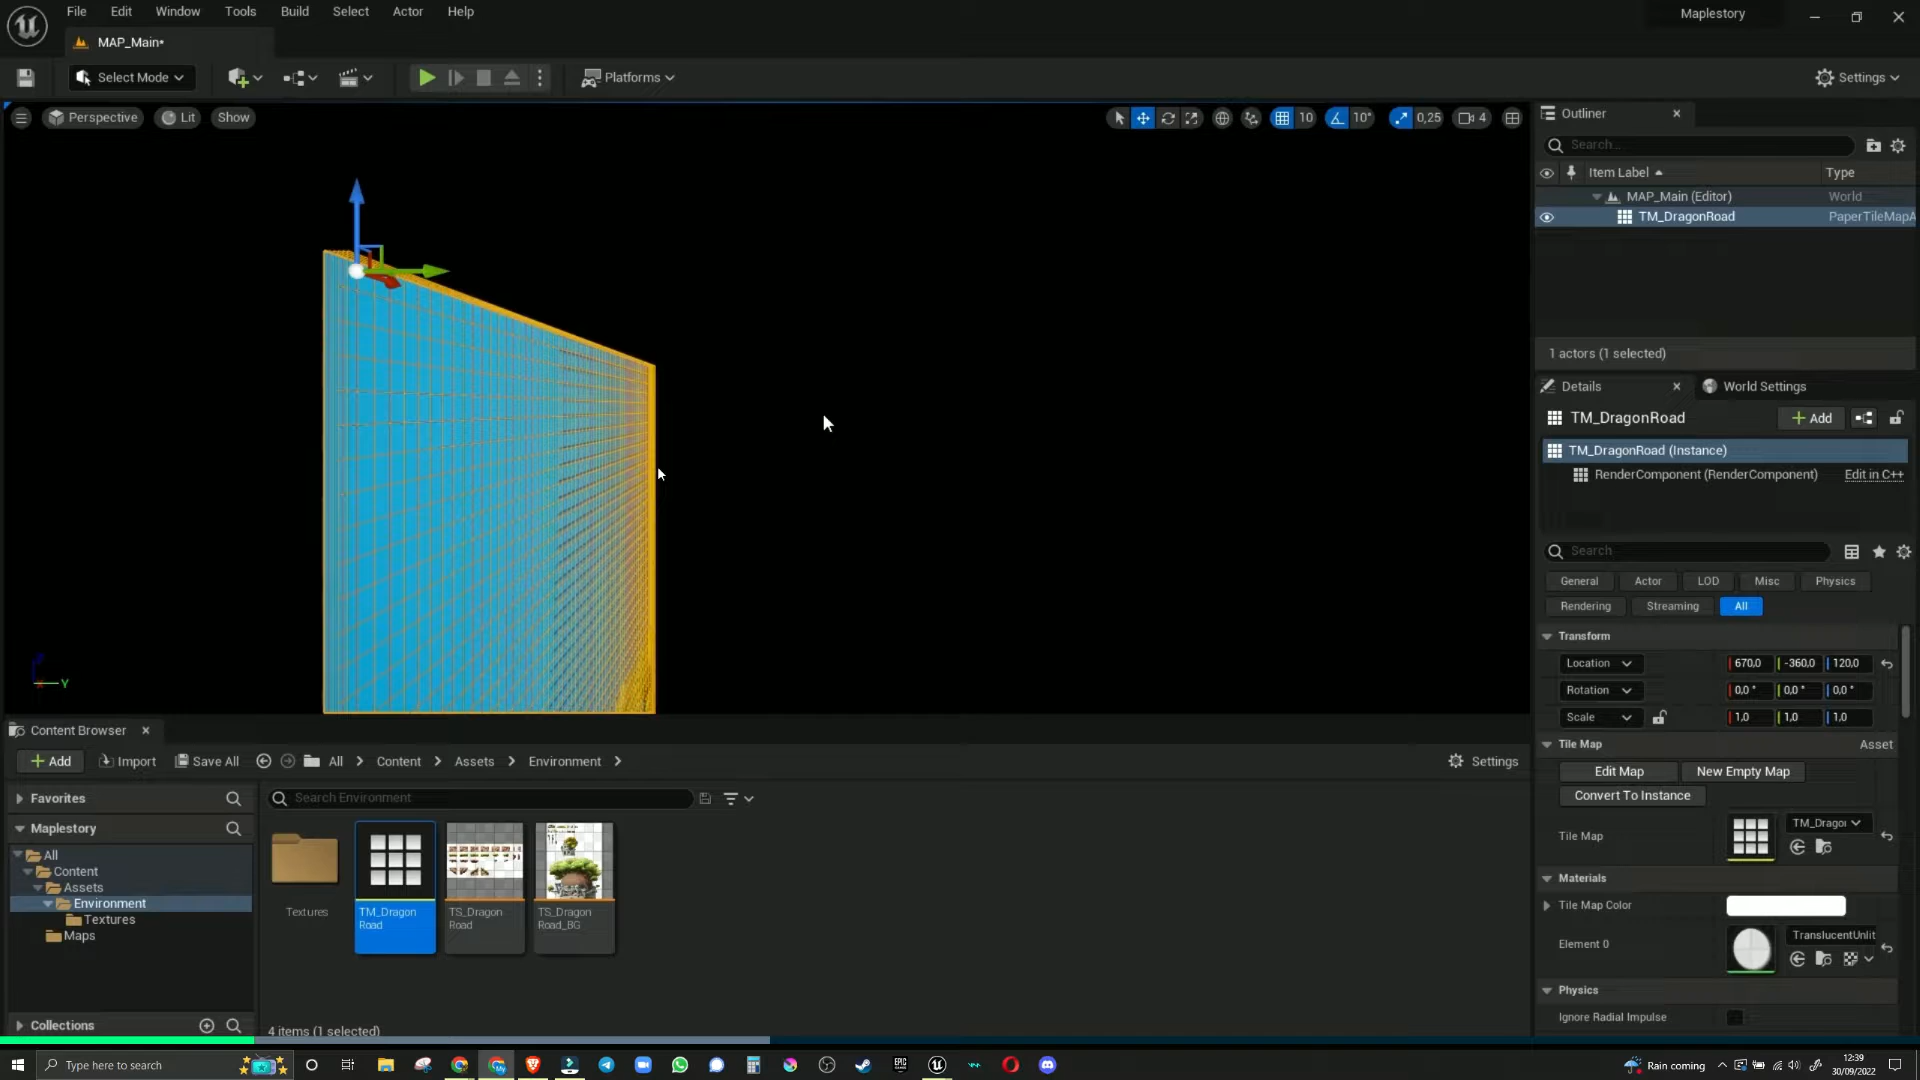 File Edit Window Tools Build Select Actor Help
Maplestory
MAP_Main*
Select Mode
Platforms
Settings
Perspective Lit Show
10 10° 0,25 4
Outliner
Search...
Item Label Type
MAP_Main (Editor) World
TM_DragonRoad PaperTileMapA
1 actors (1 selected)
Details World Settings
TM_DragonRoad Add
TM_DragonRoad (Instance)
RenderComponent (RenderComponent) Edit in C++
Search
General Actor LOD Misc Physics
Rendering Streaming All
Transform
Location 670,0 -360,0 120,0
Rotation 0,0 ° 0,0 ° 0,0 °
Scale 1,0 1,0 1,0
Tile Map Asset
Edit Map New Empty Map
Convert To Instance
Tile Map TM_Dragoi
Materials
Tile Map Color
Element 0 TranslucentUnlit
Physics
Ignore Radial Impulse
Y
Content Browser
Add Import Save All All Content Assets Environment Settings
Favorites
Search Environment
Maplestory
All
Content
Assets
Environment
Textures
Maps
Collections
Textures
TM_Dragon
Road
TS_Dragon
Road
TS_Dragon
Road_BG
4 items (1 selected)
Type here to search
EPIC
GAMES
Rain coming
12:39
30/09/2022